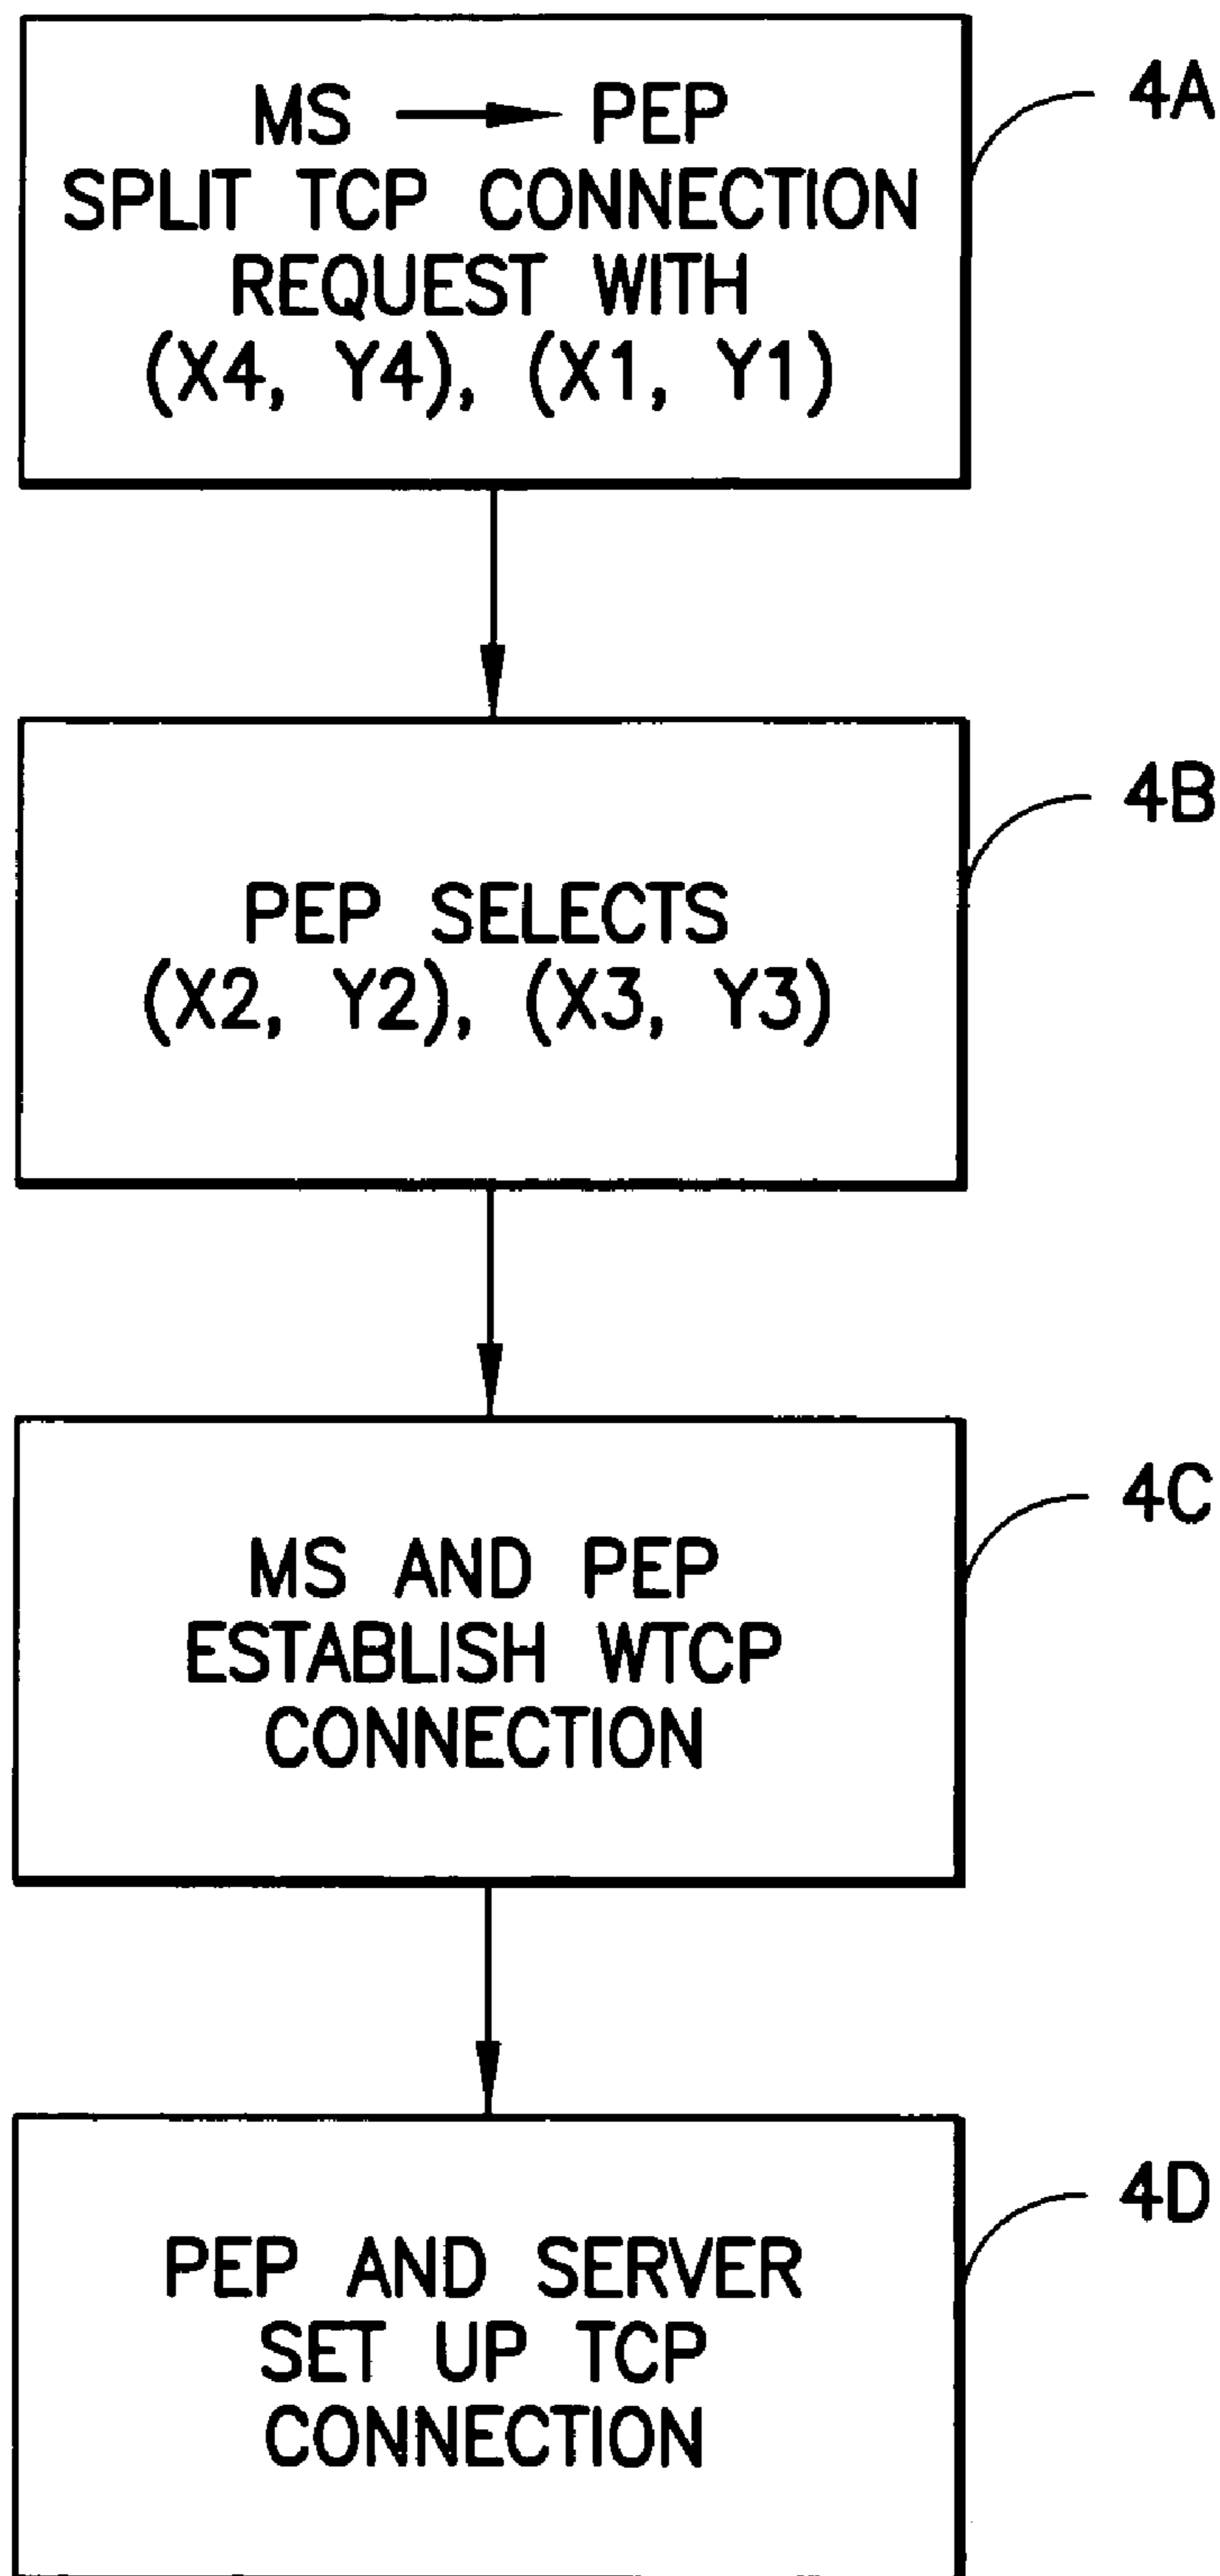 MS → PEP
SPLIT TCP CONNECTION
REQUEST WITH
(X4, Y4), (X1, Y1)
4A
PEP SELECTS
(X2, Y2), (X3, Y3)
4B
MS AND PEP
ESTABLISH WTCP
CONNECTION
4C
PEP AND SERVER
SET UP TCP
CONNECTION
4D